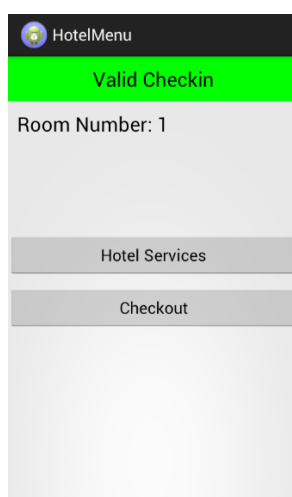 HotelMenu
Valid Checkin
Room Number: 1
Hotel Services
Checkout